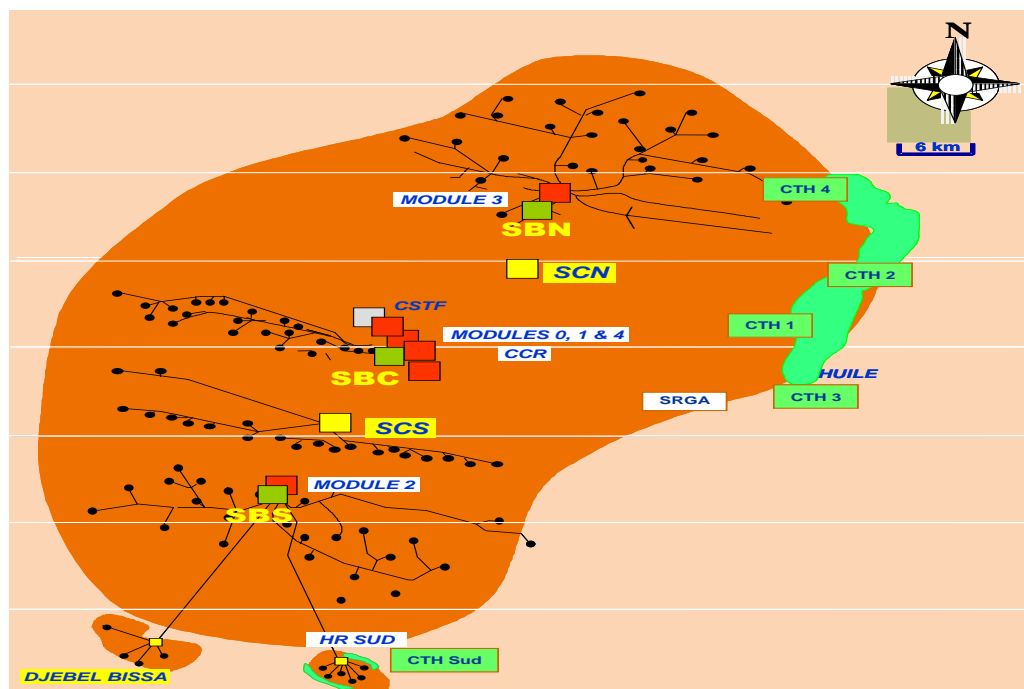 N
6 km
CTH 4
MODULE 3
SBN
SCN
CTH 2
CSTF
CTH 1
MODULES 0, 1 & 4
CCR
SBC
HUILE
CTH 3
SRGA
SCS
MODULE 2
SBS
HR SUD
CTH Sud
DJEBEL BISSA